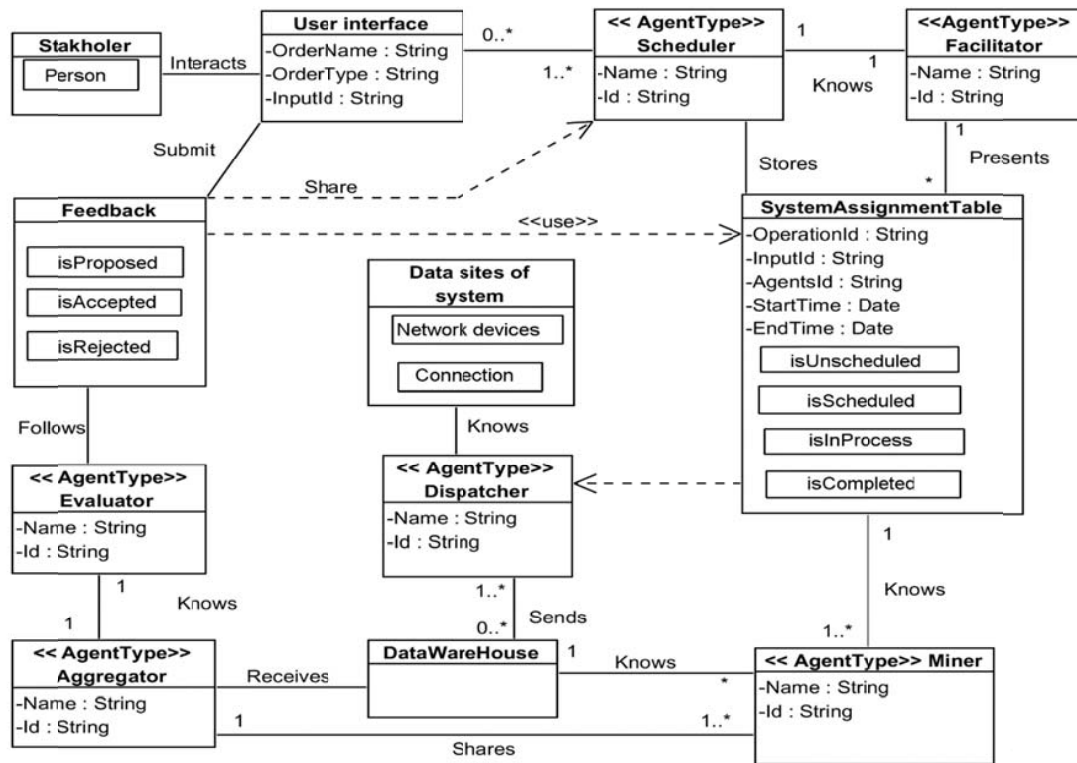 Stakholer
Person
Interacts
User interface
-OrderName : String
-OrderType : String
-InputId : String
0..*
1..*
<< AgentType>>
Scheduler
-Name : String
-Id : String
1
1
Knows
<<AgentType>>
Facilitator
-Name : String
-Id : String
Submit
Share
Stores
1
Presents
*
Feedback
isProposed
isAccepted
isRejected
<<use>>
Data sites of
system
Network devices
Connection
SystemAssignmentTable
-OperationId : String
-InputId : String
-AgentsId : String
-StartTime : Date
-EndTime : Date
isUnscheduled
isScheduled
isInProcess
isCompleted
Follows
Knows
<< AgentType>>
Evaluator
-Name : String
-Id : String
<< AgentType>>
Dispatcher
-Name : String
-Id : String
1
Knows
1
1..*
Sends
0..*
1
Knows
1..*
<< AgentType>>
Aggregator
-Name : String
-Id : String
Receives
DataWareHouse
1
Knows
*
<< AgentType>> Miner
-Name : String
-Id : String
1
Shares
1..*